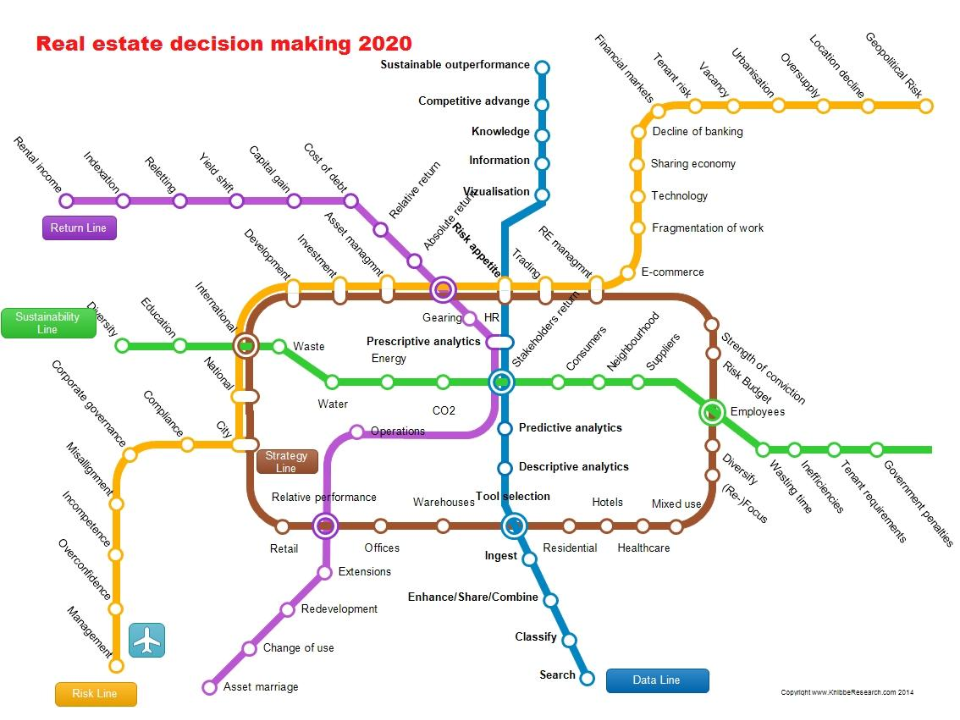 Real estate decision making 2020
Sustainable outperformance
Competitive advange
Knowledge
Information
Vizualisation
Financial markets
Tenant risk
Vacancy
Urbanisation
Oversupply
Location decline
Geopolitical Risk
Decline of banking
Sharing economy
Technology
Fragmentation of work
E-commerce
Rental income
Indexation
Reletting
Yield shift
Capital gain
Cost of debt
Relative return
Absolute return
Risk appetite
Return Line
Development
Investment
Asset managmnt
Trading
RE managmnt
Gearing
HR
Prescriptive analytics
Stakeholders return
Sustainability
Line
Diversity
Education
International
Waste
Energy
Water
CO2
Consumers
Neighbourhood
Suppliers
Strength of conviction
Risk Budget
Employees
Corporate governance
Compliance
National
City
Operations
Predictive analytics
Descriptive analytics
Strategy
Line
Misallignment
Incompetence
Overconfidence
Management
Relative performance
Warehouses
Tool selection
Hotels
Mixed use
Diversify
(Re-)Focus
Wasting time
Inefficiencies
Tenant requirements
Government penalties
Retail
Offices
Residential
Healthcare
Ingest
Extensions
Enhance/Share/Combine
Redevelopment
Classify
Change of use
Search
Asset marriage
Data Line
Risk Line
Copyright www.KnibbeResearch.com 2014